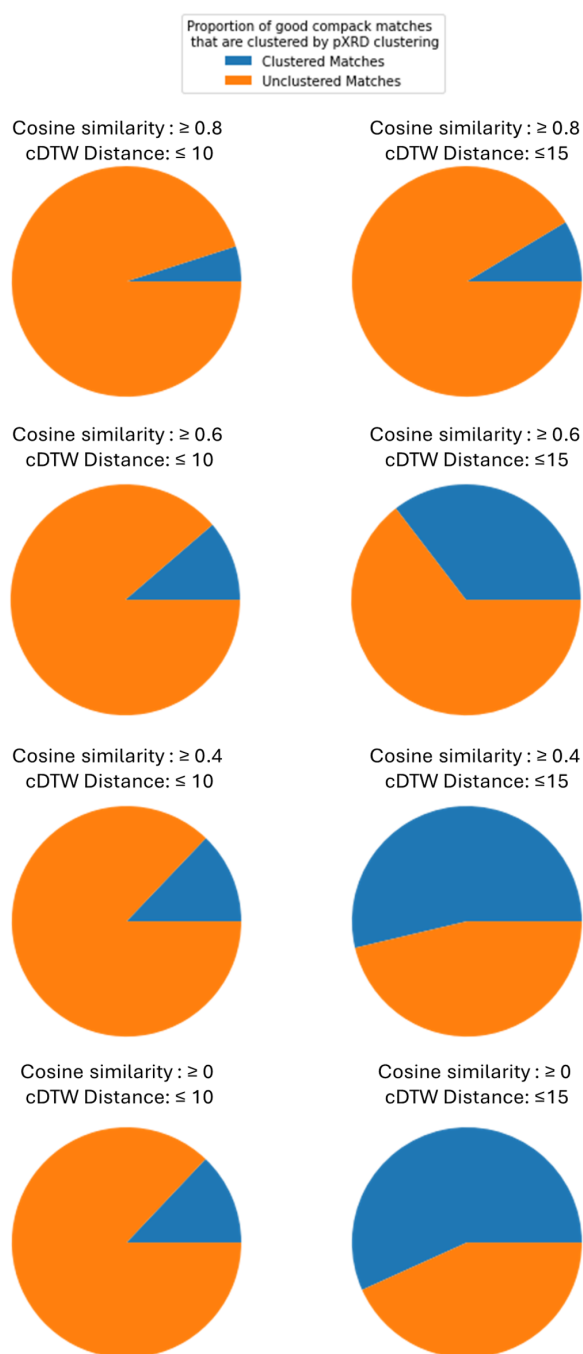 Proportion of good compack matches
that are clustered by pXRD clustering
Clustered Matches
Unclustered Matches
Cosine similarity : ≥ 0.8
cDTW Distance: ≤ 10
Cosine similarity : ≥ 0.8
cDTW Distance: ≤15
Cosine similarity : ≥ 0.6
cDTW Distance: ≤ 10
Cosine similarity : ≥ 0.6
cDTW Distance: ≤15
Cosine similarity : ≥ 0.4
cDTW Distance: ≤ 10
Cosine similarity : ≥ 0.4
cDTW Distance: ≤15
Cosine similarity : ≥ 0
cDTW Distance: ≤ 10
Cosine similarity : ≥ 0
cDTW Distance: ≤15